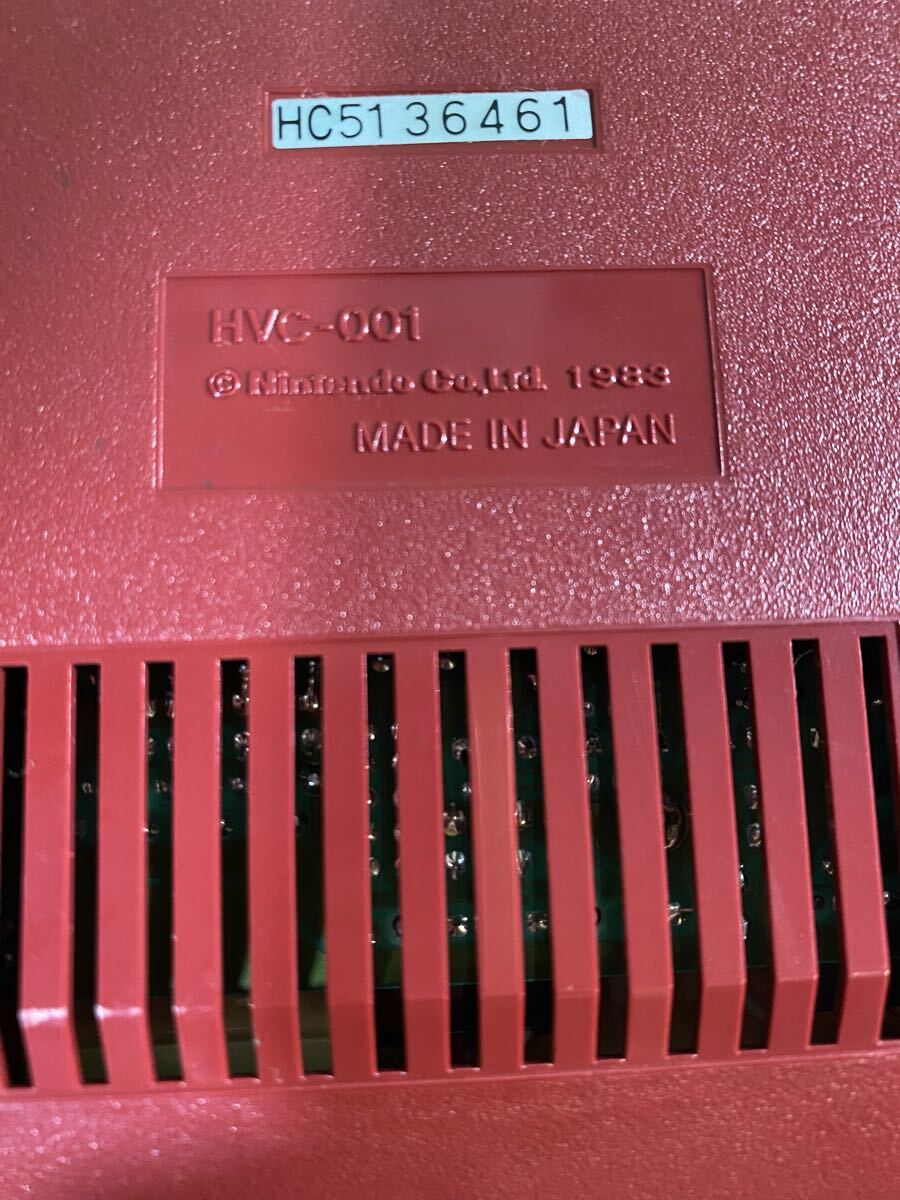 HC5136461
HVC-001
© Nintendo Co,Ltd. 1983
MADE IN JAPAN